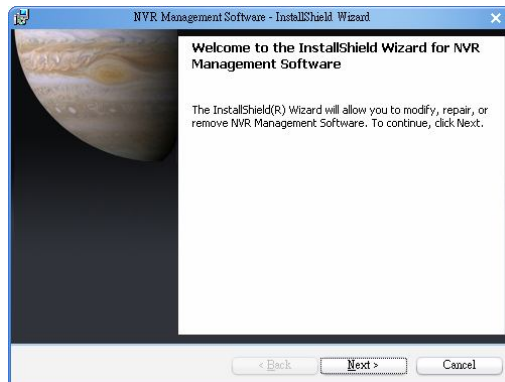 NVR Management Software - InstallShield Wizard
Welcome to the InstallShield Wizard for NVR
Management Software
The InstallShield(R) Wizard will allow you to modify, repair, or
remove NVR Management Software. To continue, click Next.
< Back
Next >
Cancel